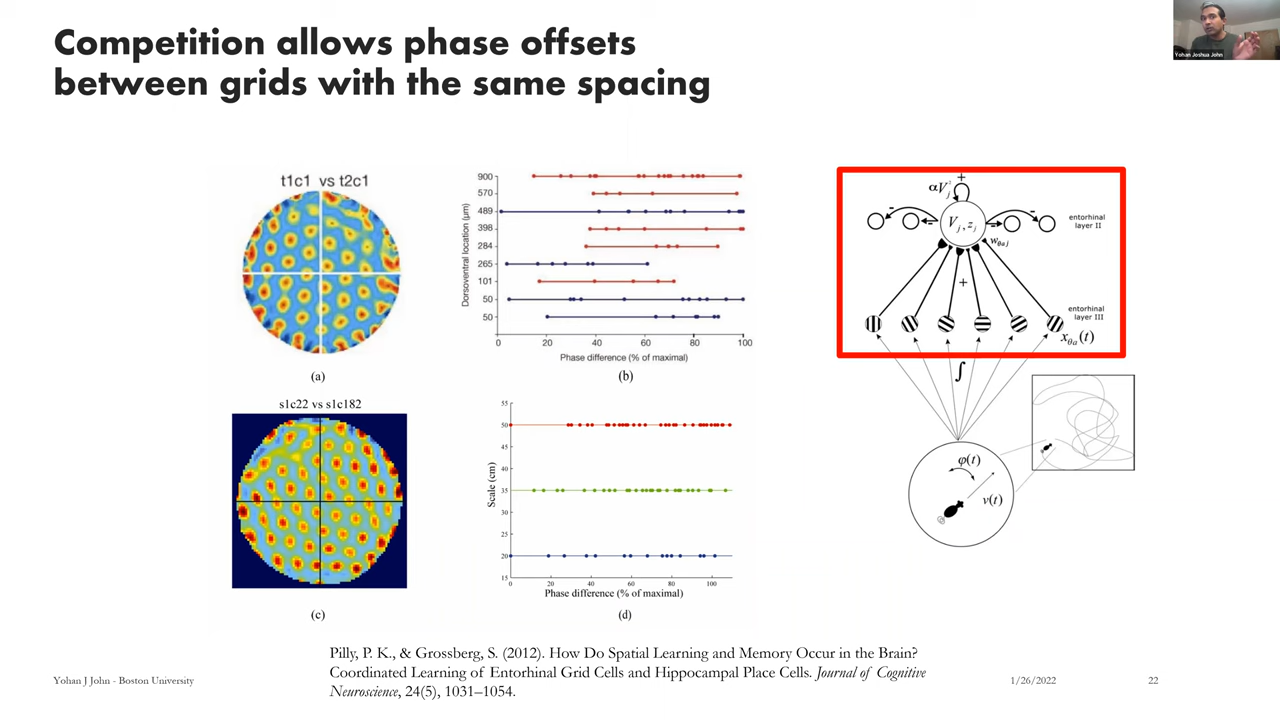 Competition allows phase offsets
between grids with the same spacing
Yohan Joshua John
t1c1 vs t2c1
(a)
Dorsoventral location (μm)
900
570
489
398
284
265
101
50
50
0 20 40 60 80 100
Phase difference (% of maximal)
(b)
s1c22 vs s1c182
(c)
Scale (cm)
55
50
45
40
35
30
25
20
15
0 20 40 60 80 100
Phase difference (% of maximal)
(d)
+
- -
- -
entorhinal
layer II
+
entorhinal
layer III
∫
φ(t)
v(t)
Pilly, P. K., & Grossberg, S. (2012). How Do Spatial Learning and Memory Occur in the Brain?
Coordinated Learning of Entorhinal Grid Cells and Hippocampal Place Cells. Journal of Cognitive
Neuroscience, 24(5), 1031–1054.
Yohan J John - Boston University
1/26/2022
22